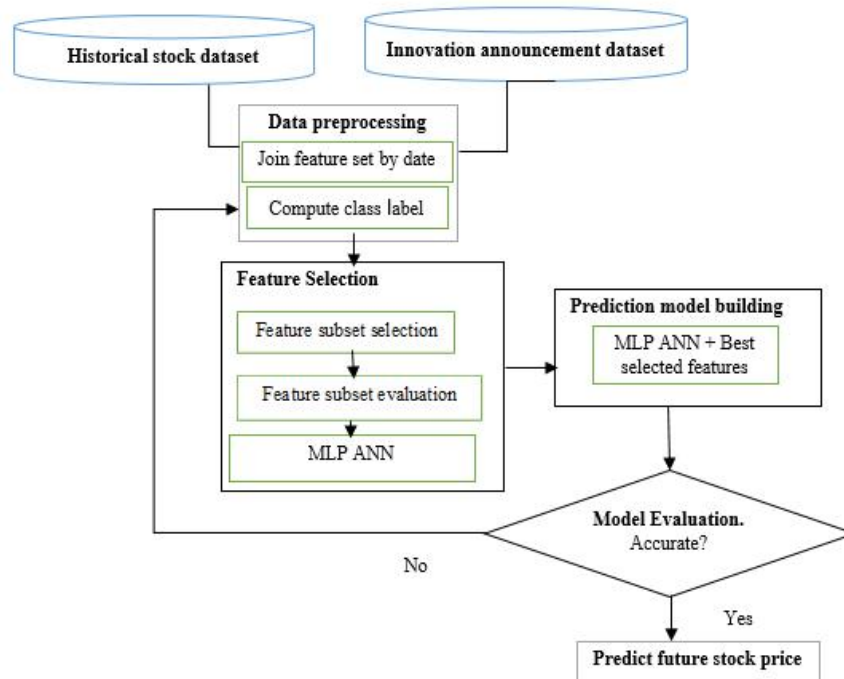 Historical stock dataset
Innovation announcement dataset
Data preprocessing
Join feature set by date
Compute class label
Feature Selection
Feature subset selection
Feature subset evaluation
MLP ANN
Prediction model building
MLP ANN + Best
selected features
Model Evaluation.
Accurate?
No
Yes
Predict future stock price